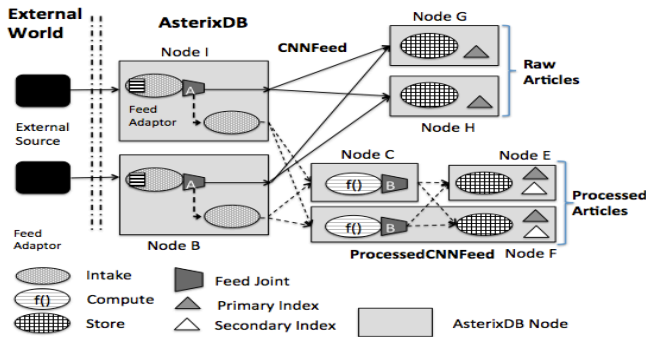 External
World
AsterixDB
Node I
CNNFeed
Node G
A
Feed
Adaptor
Raw
Articles
External
Source
Node H
Node C
Node E
A
f()
B
Processed
Articles
f()
B
Feed
Adaptor
Node B
ProcessedCNNFeed
Node F
Intake
Feed Joint
f()
Compute
Primary Index
Store
Secondary Index
AsterixDB Node